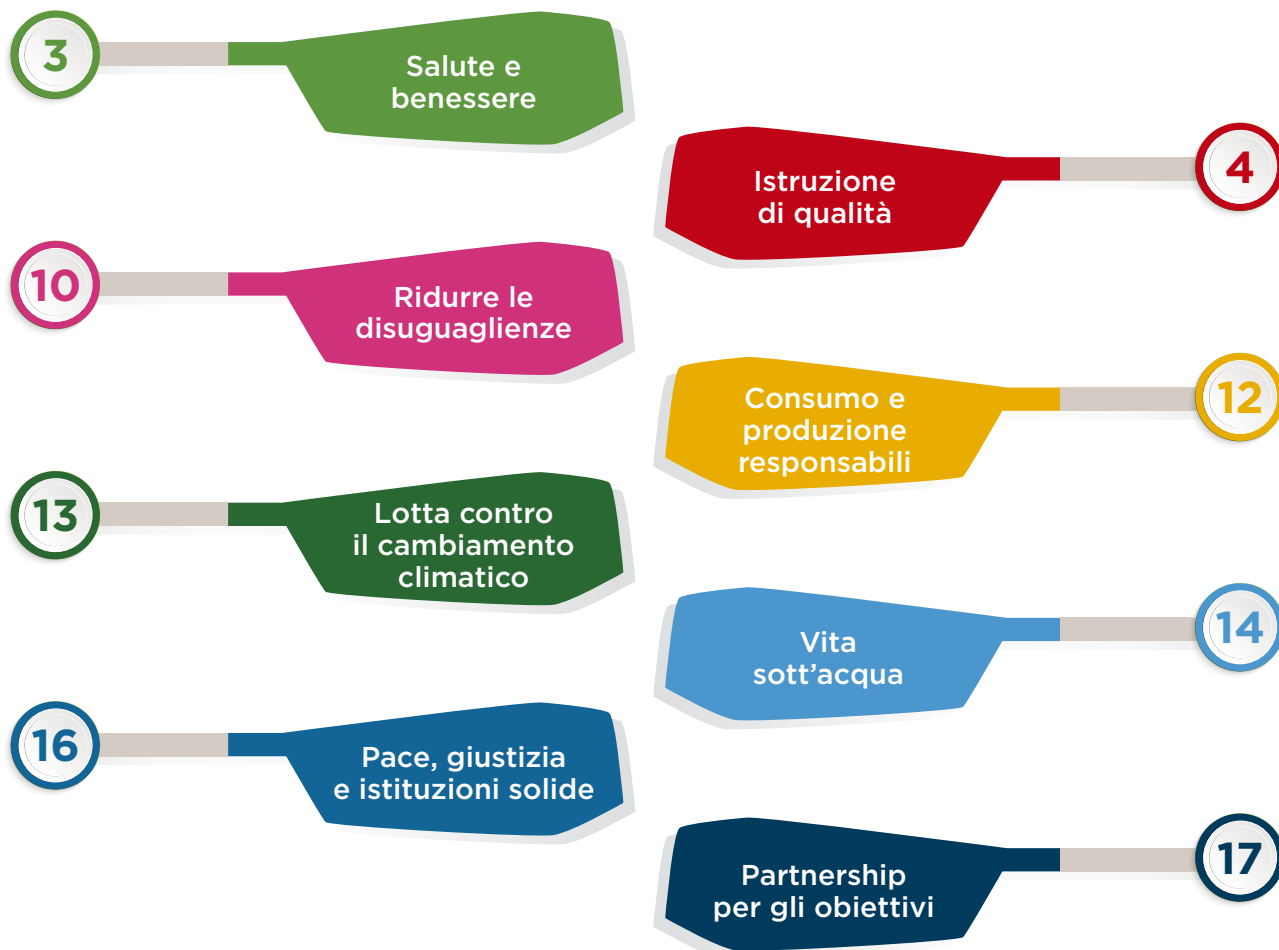 3
Salute e
benessere
4
Istruzione
di qualità
10
Ridurre le
disuguaglienze
12
Consumo e
produzione
responsabili
13
Lotta contro
il cambiamento
climatico
14
Vita
sott’acqua
16
Pace, giustizia
e istituzioni solide
17
Partnership
per gli obiettivi